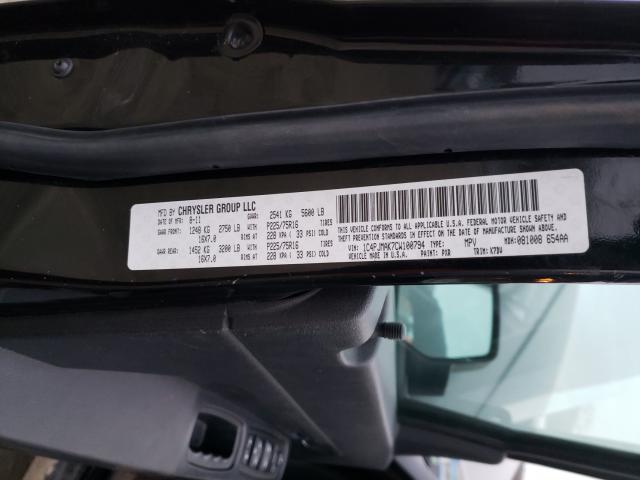 MFD BY CHRYSLER GROUP LLC
DATE OF MFR: 8-11 GVWR: 2541 KG 5600 LB
GAWR FRONT: 1248 KG 2750 LB P225/75R16 TIRES
16X7.0 RIMS AT 228 KPA ( 33 PSI) COLD
GAWR REAR: 1452 KG 3200 LB P225/75R16 TIRES
16X7.0 RIMS AT 228 KPA ( 33 PSI) COLD
THIS VEHICLE CONFORMS TO ALL APPLICABLE U.S.A. FEDERAL MOTOR VEHICLE SAFETY AND
THEFT PREVENTION STANDARDS IN EFFECT ON THE DATE OF MANUFACTURE SHOWN ABOVE.
VIN: 1C4PJMAK7CW100794 TYPE: MPV MDH: 081008 654AA
VEHICLE MADE IN U.S.A. PAINT: PXR TRIM: K7DV